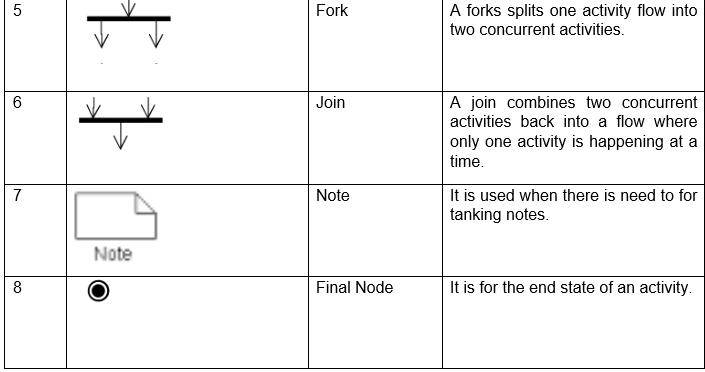 5
Fork
A forks splits one activity flow into
two concurrent activities.
6
Join
A join combines two concurrent
activities back into a flow where
only one activity is happening at a
time.
7
Note
Note
It is used when there is need to for
tanking notes.
8
Final Node
It is for the end state of an activity.